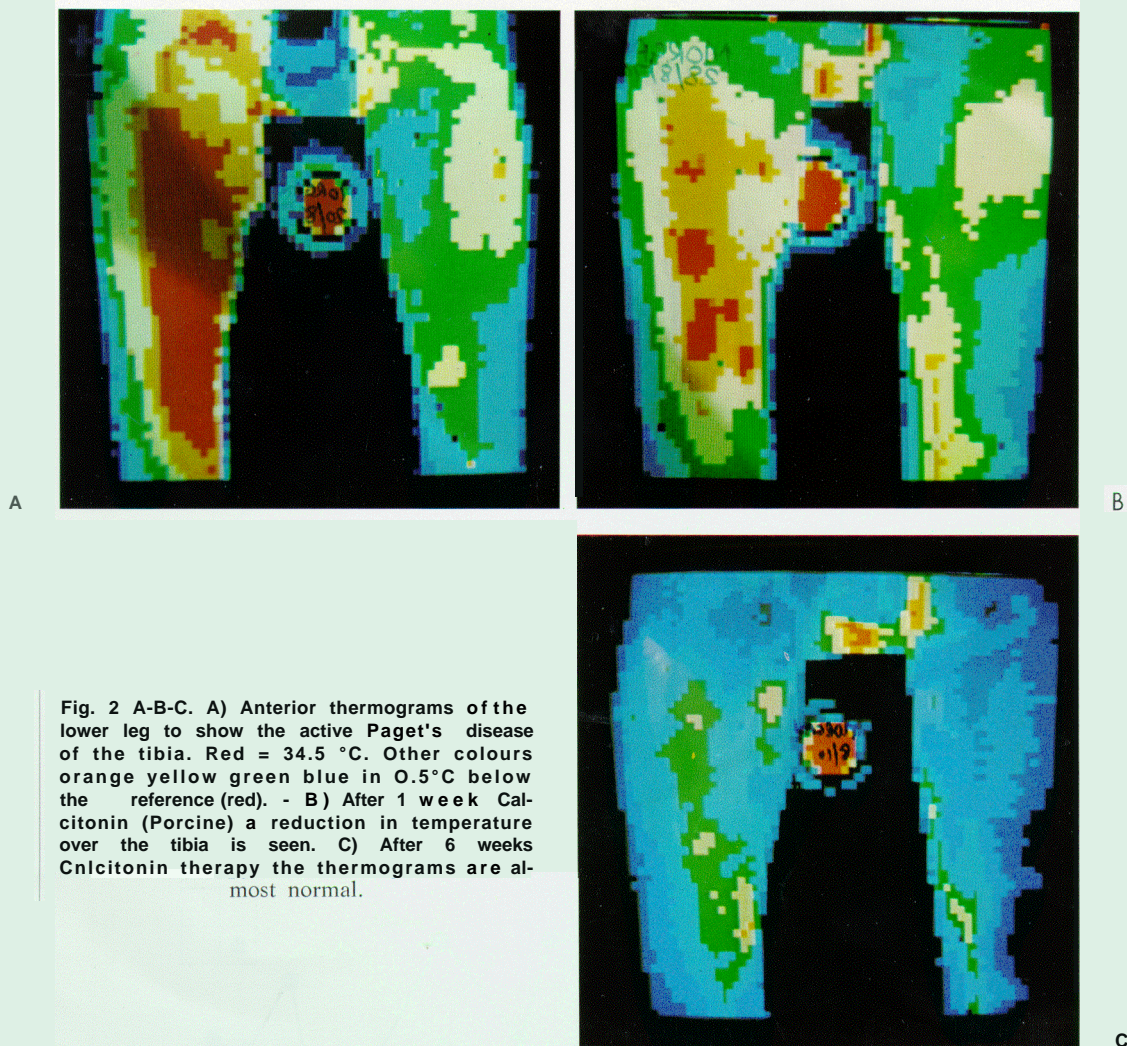 A
B
Fig. 2 A-B-C. A) Anterior thermograms of the
lower leg to show the active Paget's disease
of the tibia. Red = 34.5 °C. Other colours
orange yellow green blue in O.5°C below
the reference (red). - B) After 1 week Cal-
citonin (Porcine) a reduction in temperature
over the tibia is seen. C) After 6 weeks
Cnlcitonin therapy the thermograms are al-
most normal.
C